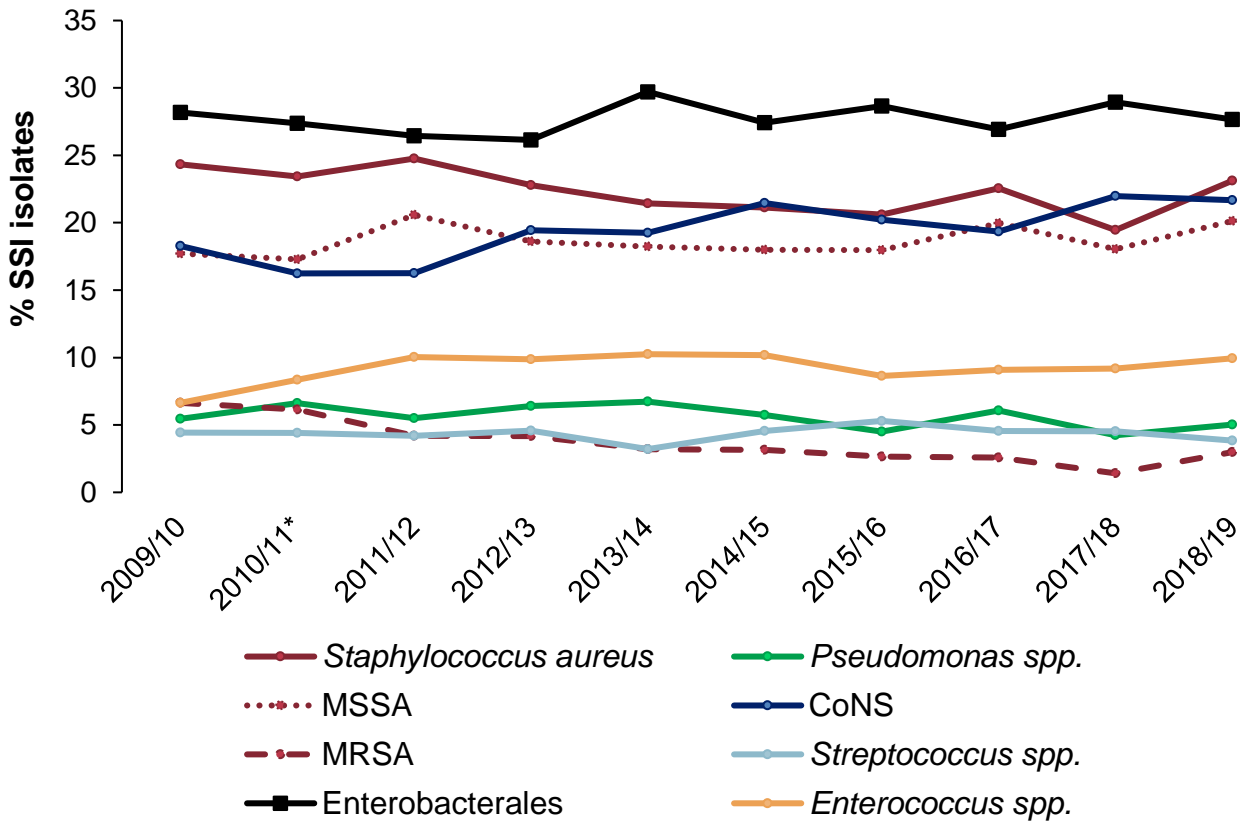 % SSI isolates
35
30
25
20
15
10
5
0
2009/10
2010/11*
2011/12
2012/13
2013/14
2014/15
2015/16
2016/17
2017/18
2018/19
Staphylococcus aureus
Pseudomonas spp.
MSSA
CoNS
MRSA
Streptococcus spp.
Enterobacterales
Enterococcus spp.